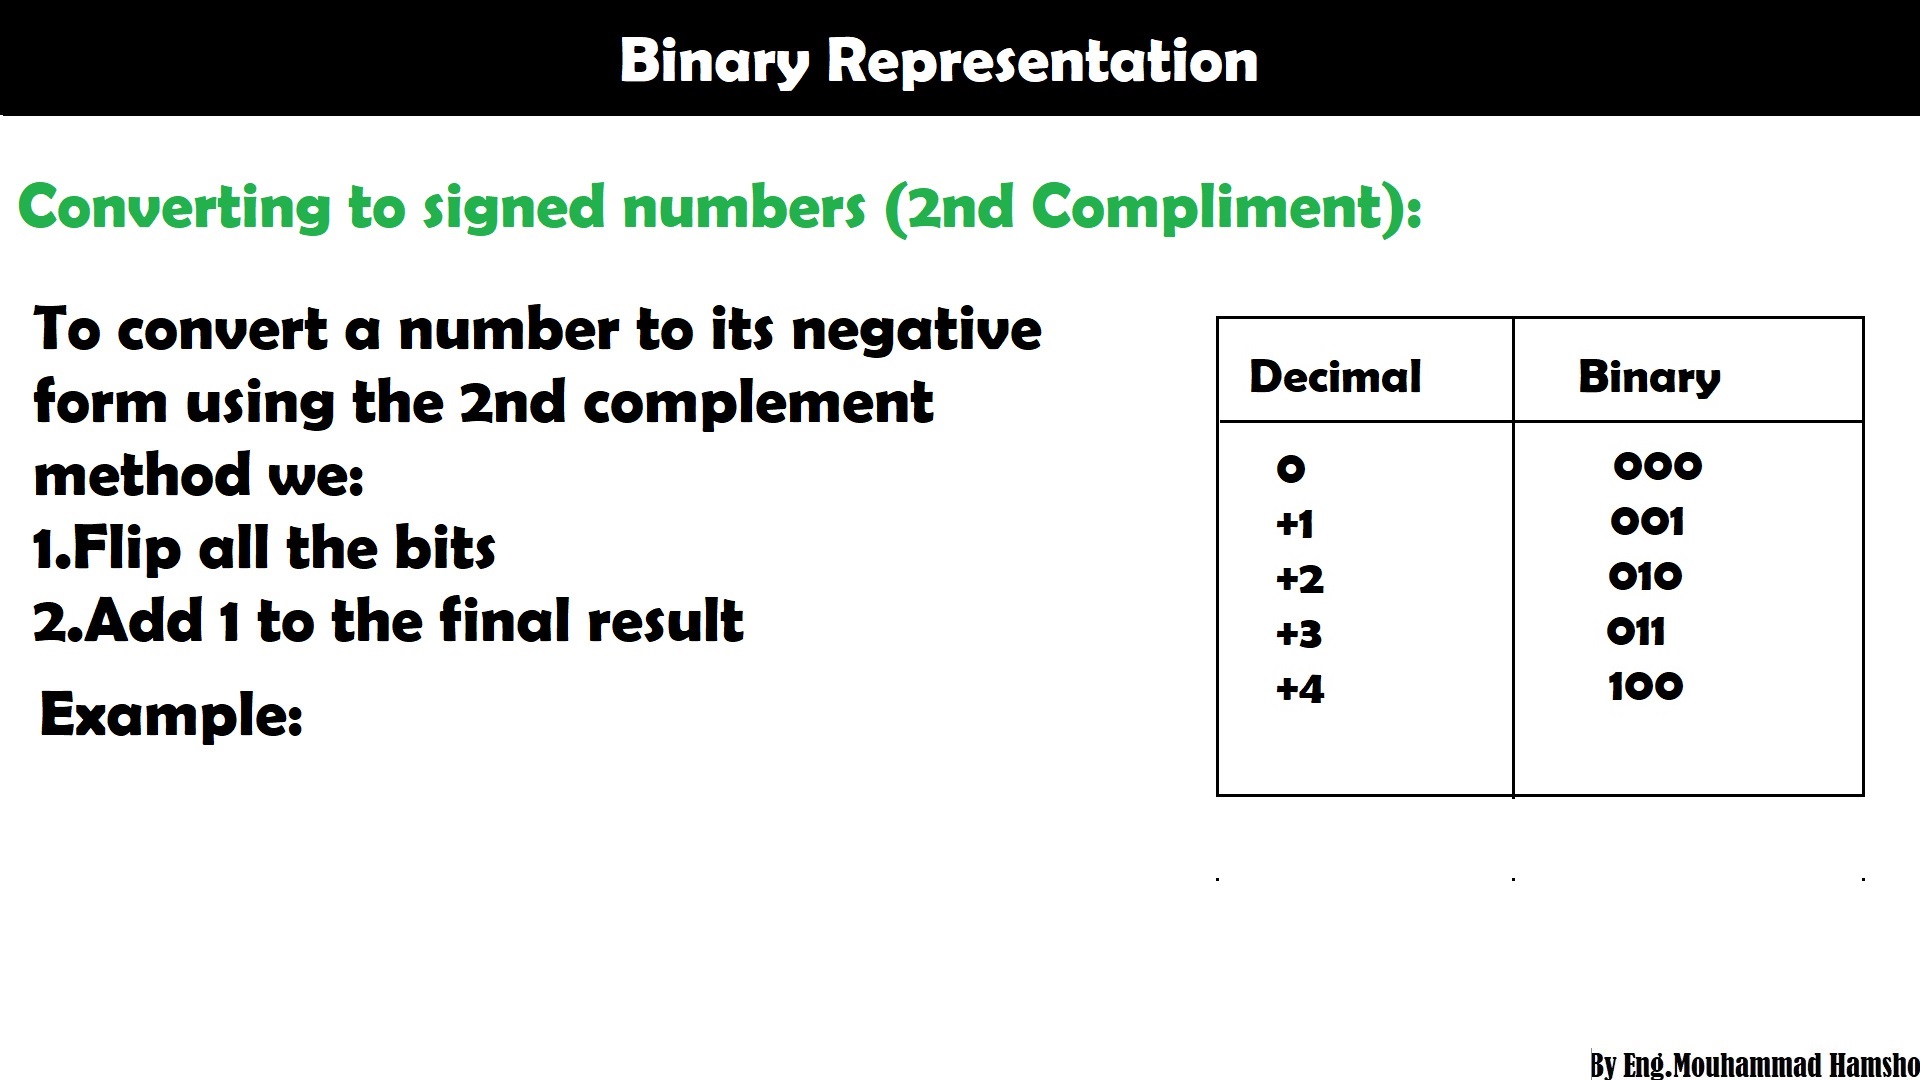 Binary Representation
Converting to signed numbers (2nd Compliment):
To convert a number to its negative
form using the 2nd complement
method we:
1.Flip all the bits
2.Add 1 to the final result
Example:
Decimal Binary
0 000
+1 001
+2 010
+3 011
+4 100
By Eng.Mouhammad Hamsho